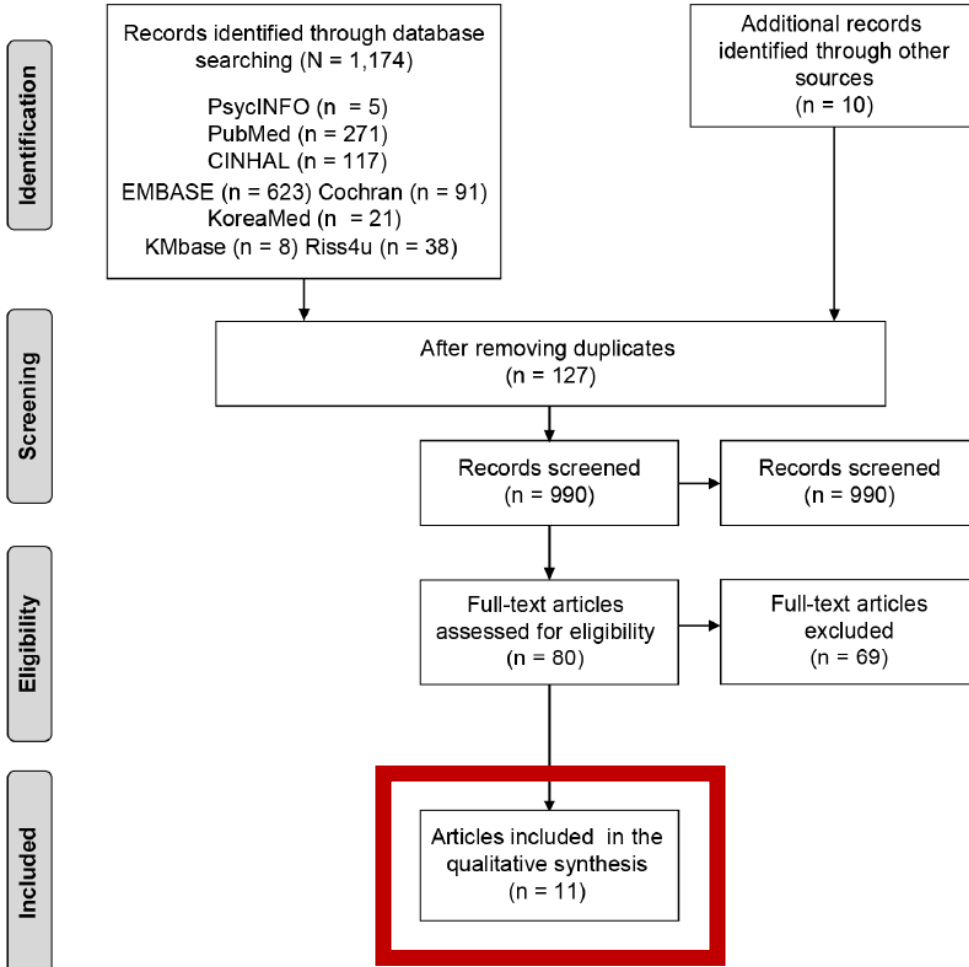 Identification
Records identified through database
searching (N = 1,174)
PsycINFO (n = 5)
PubMed (n = 271)
CINHAL (n = 117)
EMBASE (n = 623) Cochran (n = 91)
KoreaMed (n = 21)
KMbase (n = 8) Riss4u (n = 38)
Additional records
identified through other
sources
(n = 10)
Screening
After removing duplicates
(n = 127)
Records screened
(n = 990)
Records screened
(n = 990)
Eligibility
Full-text articles
assessed for eligibility
(n = 80)
Full-text articles
excluded
(n = 69)
Included
Articles included in the
qualitative synthesis
(n = 11)